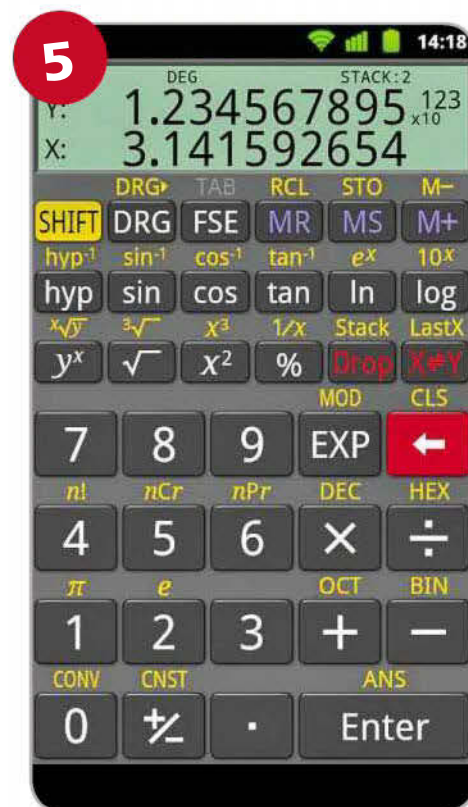 5
14:18
DEG STACK:2
Y: 1.234567895 x10 123
X: 3.141592654
DRG▸ TAB RCL STO M−
SHIFT DRG FSE MR MS M+
hyp⁻¹ sin⁻¹ cos⁻¹ tan⁻¹ eˣ 10ˣ
hyp sin cos tan ln log
ˣ√y ³√ x³ 1/x Stack LastX
yˣ √ x² % Drop X≠Y
MOD CLS
7 8 9 EXP ←
n! nCr nPr DEC HEX
4 5 6 × ÷
π e OCT BIN
1 2 3 + −
CONV CNST ANS
0 +/− . Enter